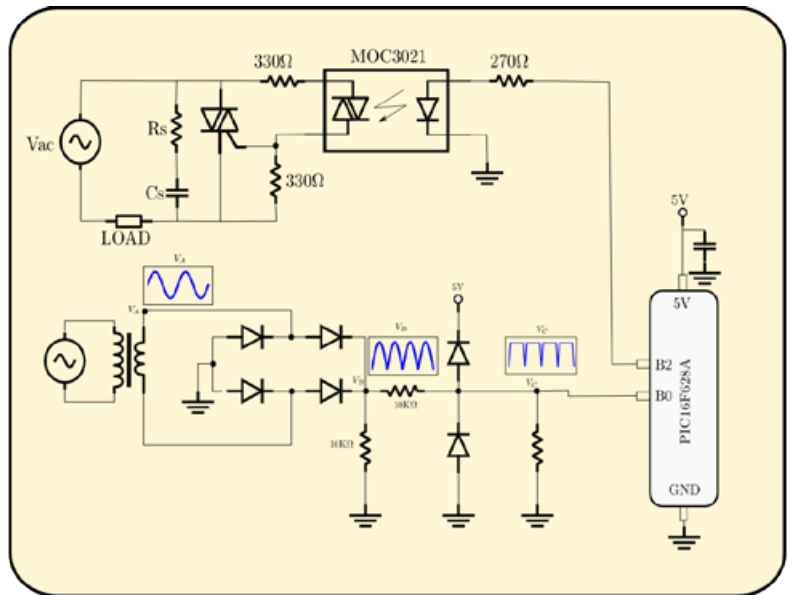 MOC3021
330Ω
270Ω
Rs
Vac
Cs
330Ω
LOAD
5V
V_A
V_A
5V
5V
V_B
V_C
B2
PIC16F628A
V_B
V_C
B0
10KΩ
10KΩ
GND